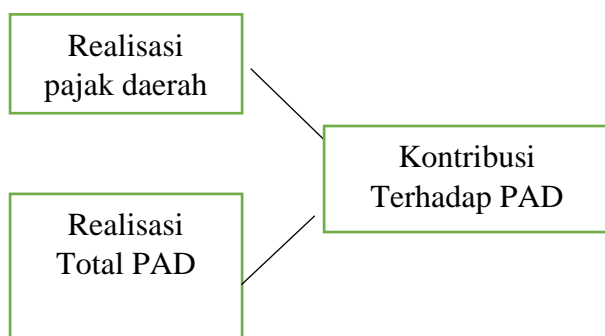 Realisasi
pajak daerah
Kontribusi
Terhadap PAD
Realisasi
Total PAD